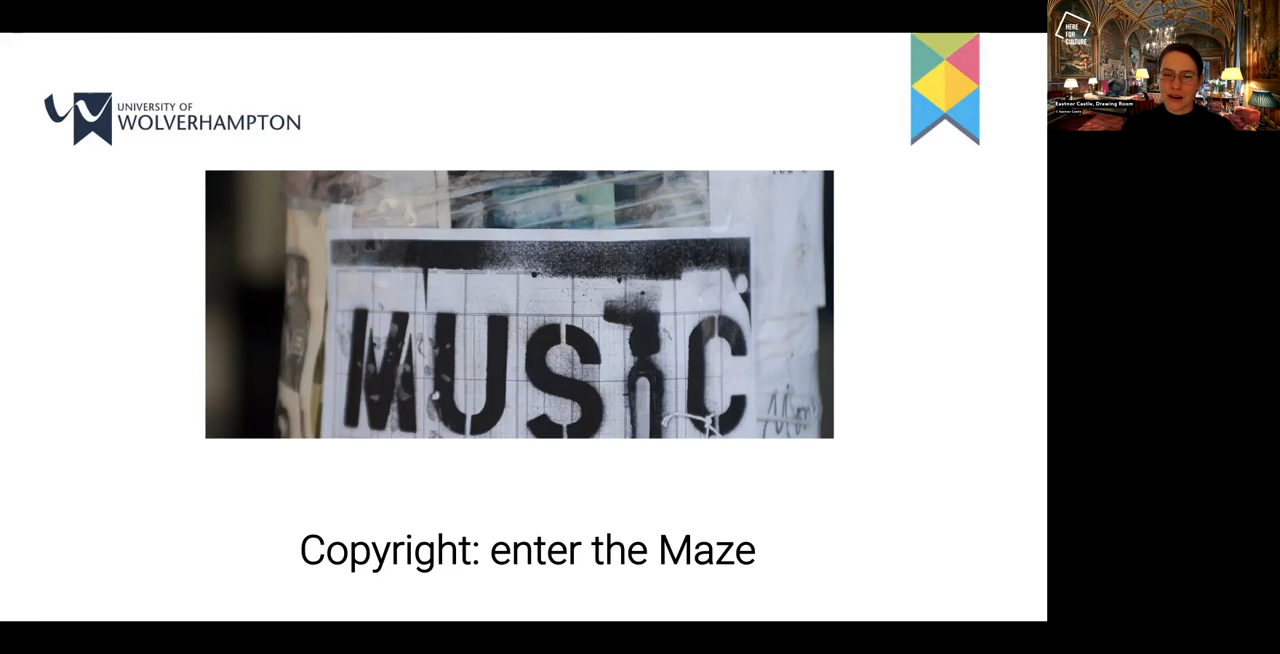 UNIVERSITY OF
WOLVERHAMPTON
MUSIC
Copyright: enter the Maze
HERE
FOR
CULTURE
Eastnor Castle, Drawing Room